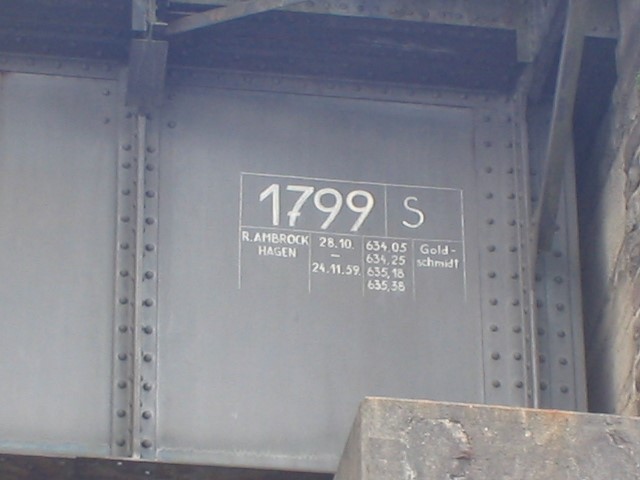 1799 S
R.AMBROCK
HAGEN
28.10.
–
24.11.59.
634,05
634,25
635,18
635,38
Gold-
schmidt